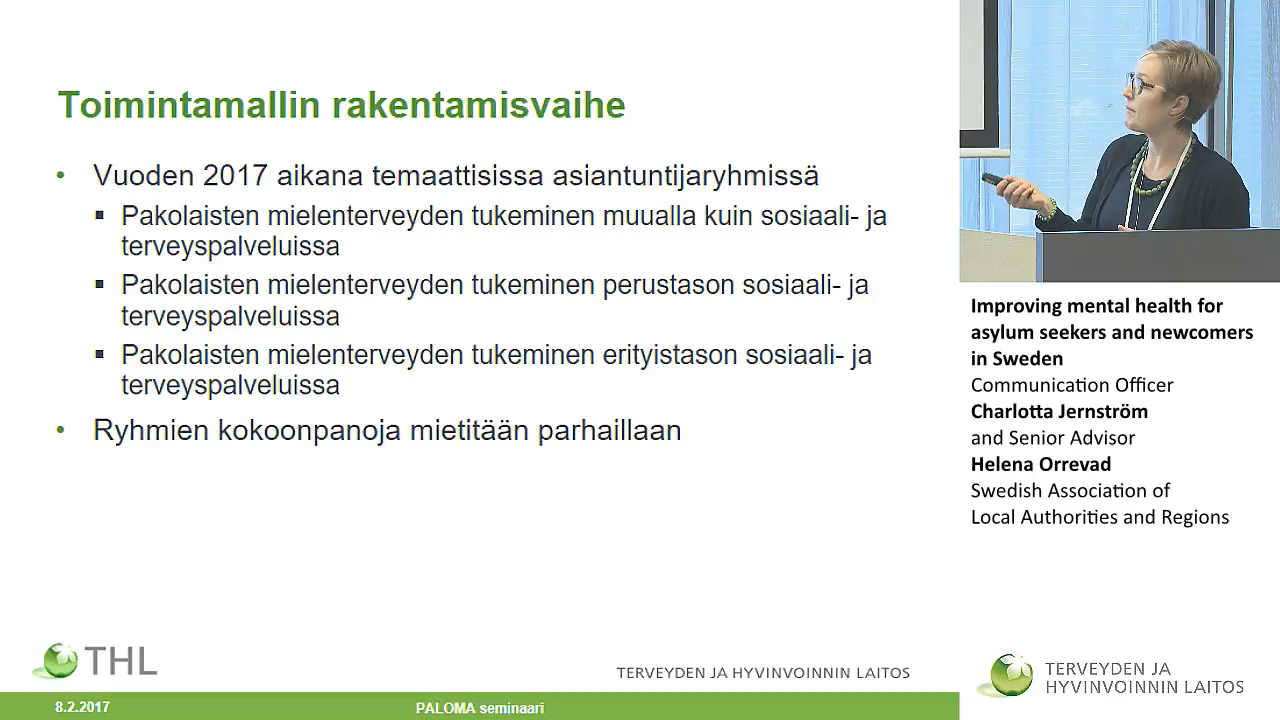 Toimintamallin rakentamisvaihe
• Vuoden 2017 aikana temaattisissa asiantuntijaryhmissä
▪ Pakolaisten mielenterveyden tukeminen muualla kuin sosiaali- ja
terveyspalveluissa
▪ Pakolaisten mielenterveyden tukeminen perustason sosiaali- ja
terveyspalveluissa
▪ Pakolaisten mielenterveyden tukeminen erityistason sosiaali- ja
terveyspalveluissa
• Ryhmien kokoonpanoja mietitään parhaillaan
THL
TERVEYDEN JA HYVINVOINNIN LAITOS
8.2.2017
PALOMA seminaari
Improving mental health for
asylum seekers and newcomers
in Sweden
Communication Officer
Charlotta Jernström
and Senior Advisor
Helena Orrevad
Swedish Association of
Local Authorities and Regions
TERVEYDEN JA
HYVINVOINNIN LAITOS